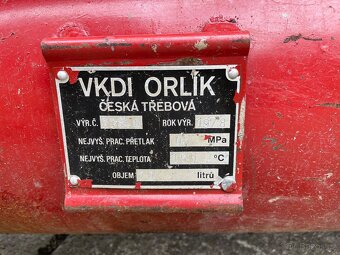 VKDI ORLÍK
ČESKÁ TŘEBOVÁ
VÝR. Č. ROK VÝR.
NEJVYŠ. PRAC. PŘETLAK MPa
NEJVYŠ. PRAC. TEPLOTA °C
OBJEM litrů